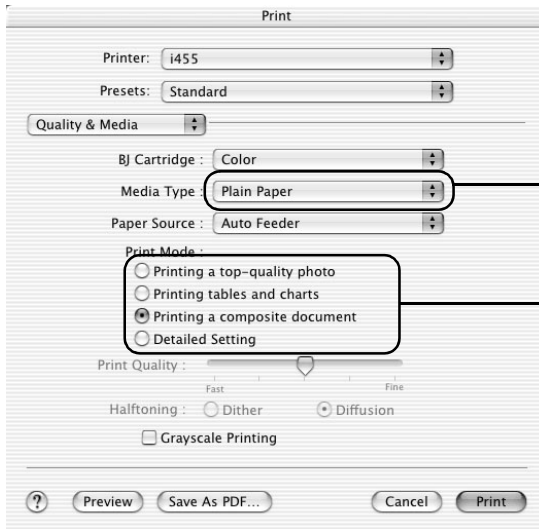 Print
Printer: i455
Presets: Standard
Quality & Media
BJ Cartridge : Color
Media Type : Plain Paper
Paper Source : Auto Feeder
Print Mode :
Printing a top-quality photo
Printing tables and charts
Printing a composite document
Detailed Setting
Print Quality :
Fast Fine
Halftoning : Dither Diffusion
Grayscale Printing
? Preview Save As PDF... Cancel Print